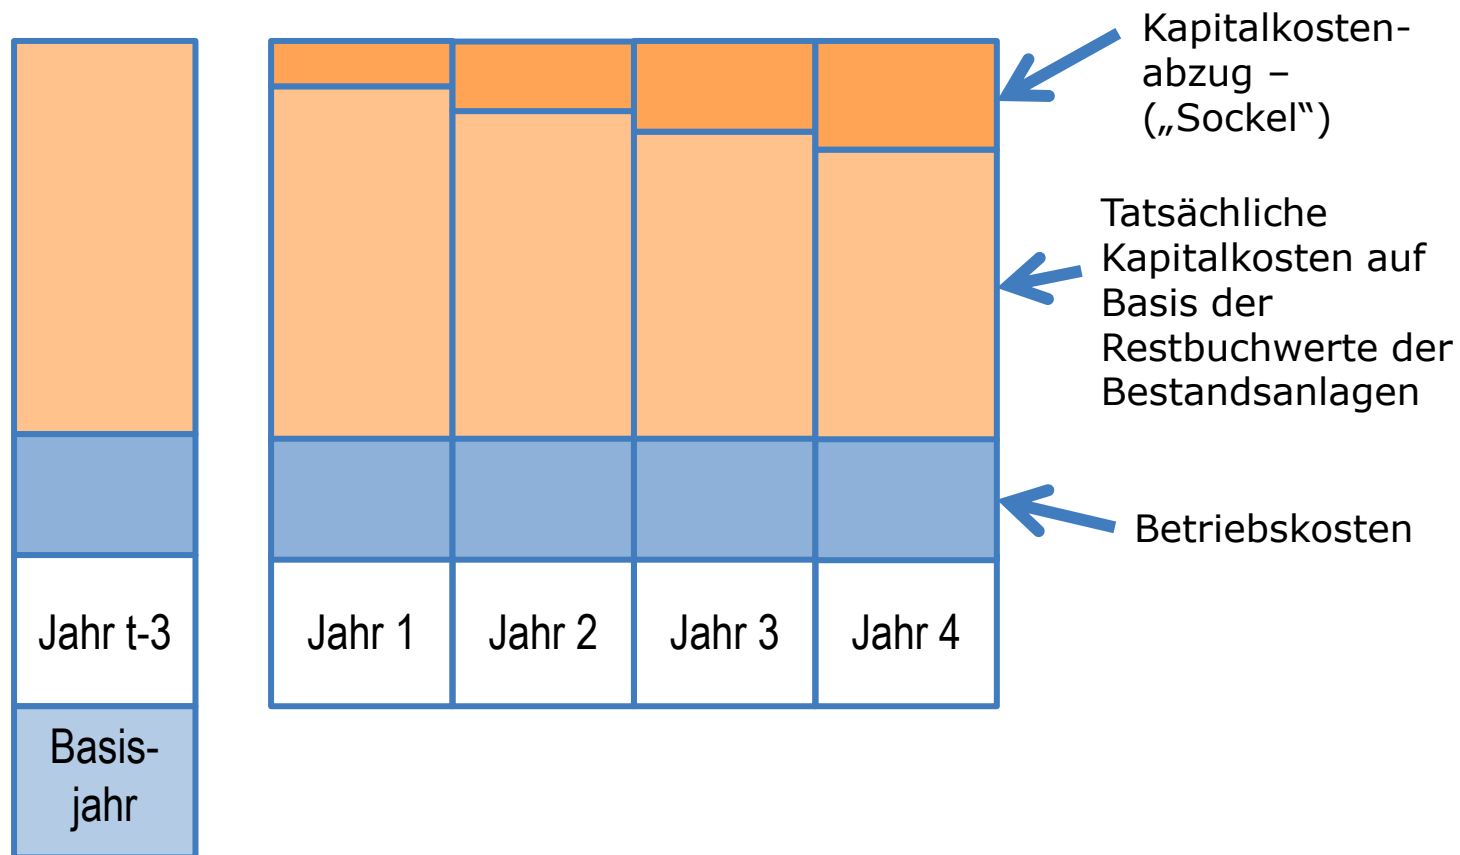 Kapitalkosten-
abzug –
(„Sockel“)
Tatsächliche
Kapitalkosten auf
Basis der
Restbuchwerte der
Bestandsanlagen
Betriebskosten
Jahr t-3
Jahr 1
Jahr 2
Jahr 3
Jahr 4
Basis-
jahr